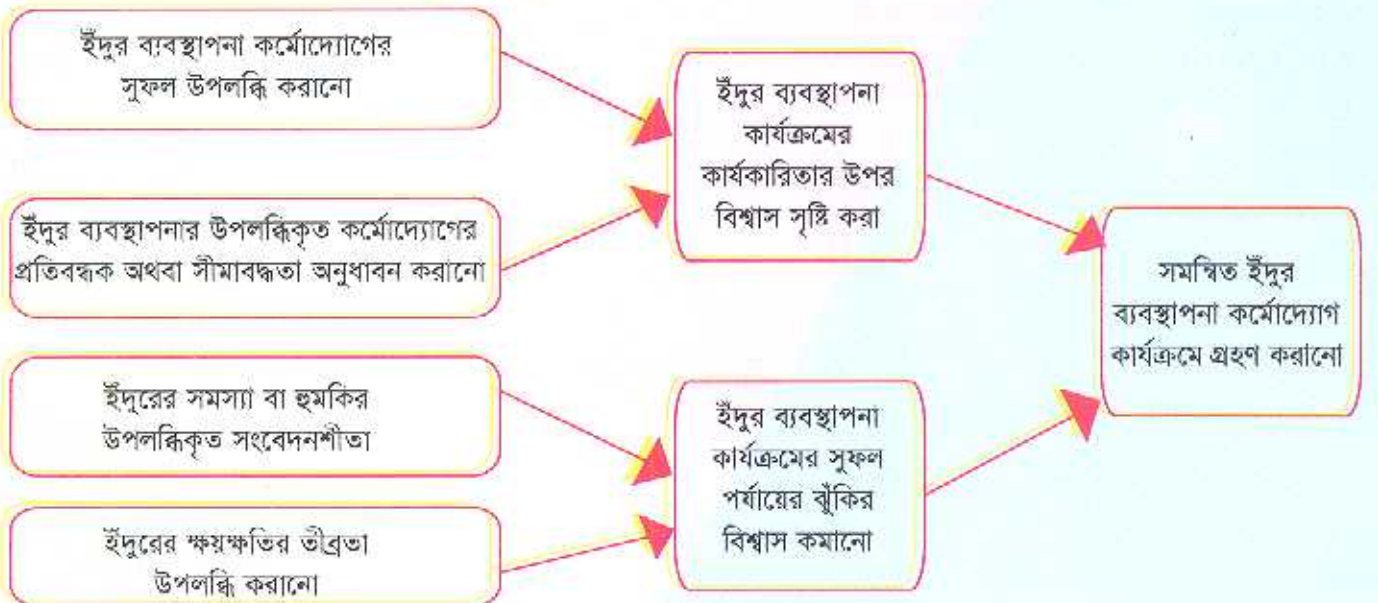 ইঁদুর ব্যবস্থাপনা কর্মোদ্যোগের
সুফল উপলব্ধি করানো
ইঁদুর ব্যবস্থাপনার উপলব্ধিকৃত কর্মোদ্যোগের
প্রতিবন্ধক অথবা সীমাবদ্ধতা অনুধাবন করানো
ইঁদুরের সমস্যা বা হুমকির
উপলব্ধিকৃত সংবেদনশীতা
ইঁদুরের ক্ষয়ক্ষতির তীব্রতা
উপলব্ধি করানো
ইঁদুর ব্যবস্থাপনা
কার্যক্রমের
কার্যকারিতার উপর
বিশ্বাস সৃষ্টি করা
ইঁদুর ব্যবস্থাপনা
কার্যক্রমের সুফল
পর্যায়ের ঝুঁকির
বিশ্বাস কমানো
সমন্বিত ইঁদুর
ব্যবস্থাপনা কর্মোদ্যোগ
কার্যক্রমে গ্রহণ করানো